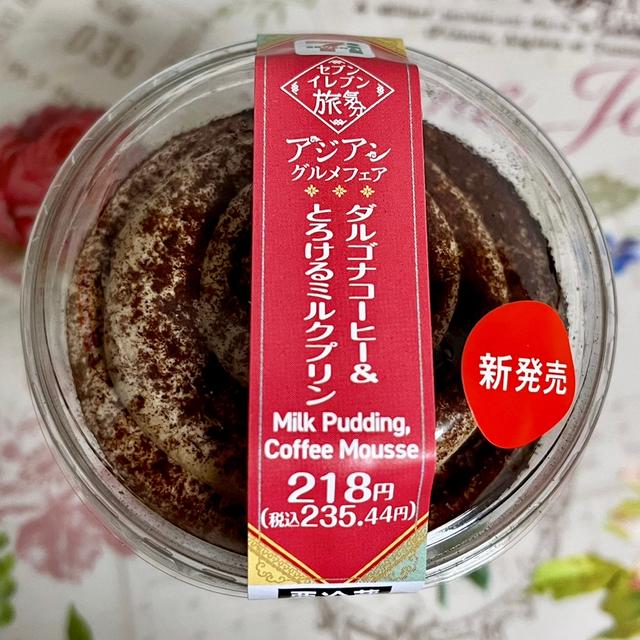 セブン
イレブン
旅気分
アジアン
グルメフェア
ダルゴナコーヒー&
とろけるミルクプリン
Milk Pudding,
Coffee Mousse
218円
(税込235.44円)
新発売
要冷蔵